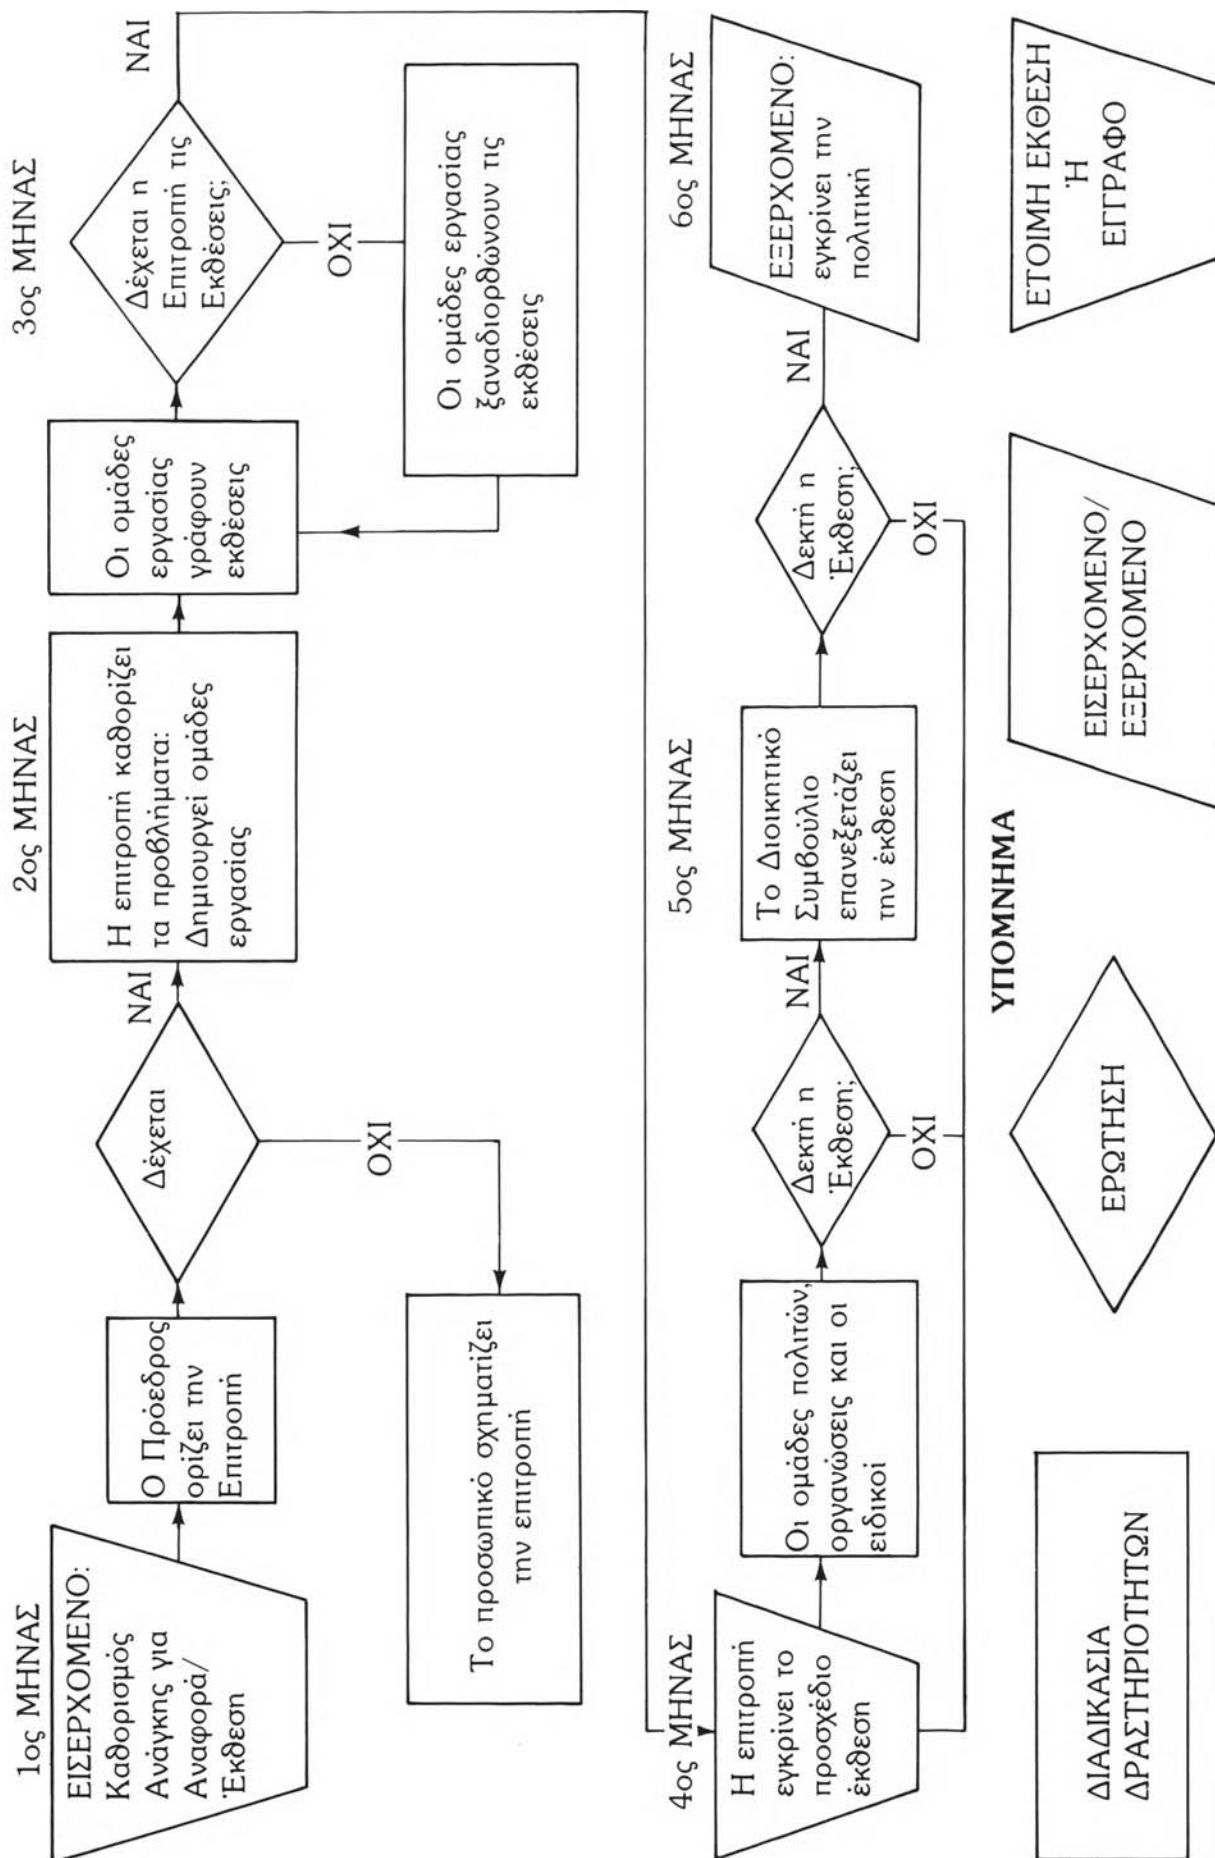 1ος ΜΗΝΑΣ
ΕΙΣΕΡΧΟΜΕΝΟ:
Καθορισμός
Ανάγκης για
Αναφορά/
Έκθεση
Ο Πρόεδρος
ορίζει την
Επιτροπή
Δέχεται
ΝΑΙ
ΟΧΙ
Το προσωπικό σχηματίζει
την επιτροπή
2ος ΜΗΝΑΣ
Η επιτροπή καθορίζει
τα προβλήματα:
Δημιουργεί ομάδες
εργασίας
Οι ομάδες
εργασίας
γράφουν
εκθέσεις
3ος ΜΗΝΑΣ
Δέχεται η
Επιτροπή τις
Εκθέσεις;
ΝΑΙ
ΟΧΙ
Οι ομάδες εργασίας
ξαναδιορθώνουν τις
εκθέσεις
4ος ΜΗΝΑΣ
Η επιτροπή
εγκρίνει το
προσχέδιο
έκθεση
Οι ομάδες πολιτών,
οργανώσεις και οι
ειδικοί
Δεκτή η
Έκθεση;
ΝΑΙ
ΟΧΙ
5ος ΜΗΝΑΣ
Το Διοικητικό
Συμβούλιο
επανεξετάζει
την έκθεση
Δεκτή η
Έκθεση;
ΝΑΙ
ΟΧΙ
6ος ΜΗΝΑΣ
ΕΞΕΡΧΟΜΕΝΟ:
εγκρίνει την
πολιτική
ΥΠΟΜΝΗΜΑ
ΔΙΑΔΙΚΑΣΙΑ
ΔΡΑΣΤΗΡΙΟΤΗΤΩΝ
ΕΡΩΤΗΣΗ
ΕΙΣΕΡΧΟΜΕΝΟ/
ΕΞΕΡΧΟΜΕΝΟ
ΕΤΟΙΜΗ ΕΚΘΕΣΗ
Ή
ΕΓΓΡΑΦΟ